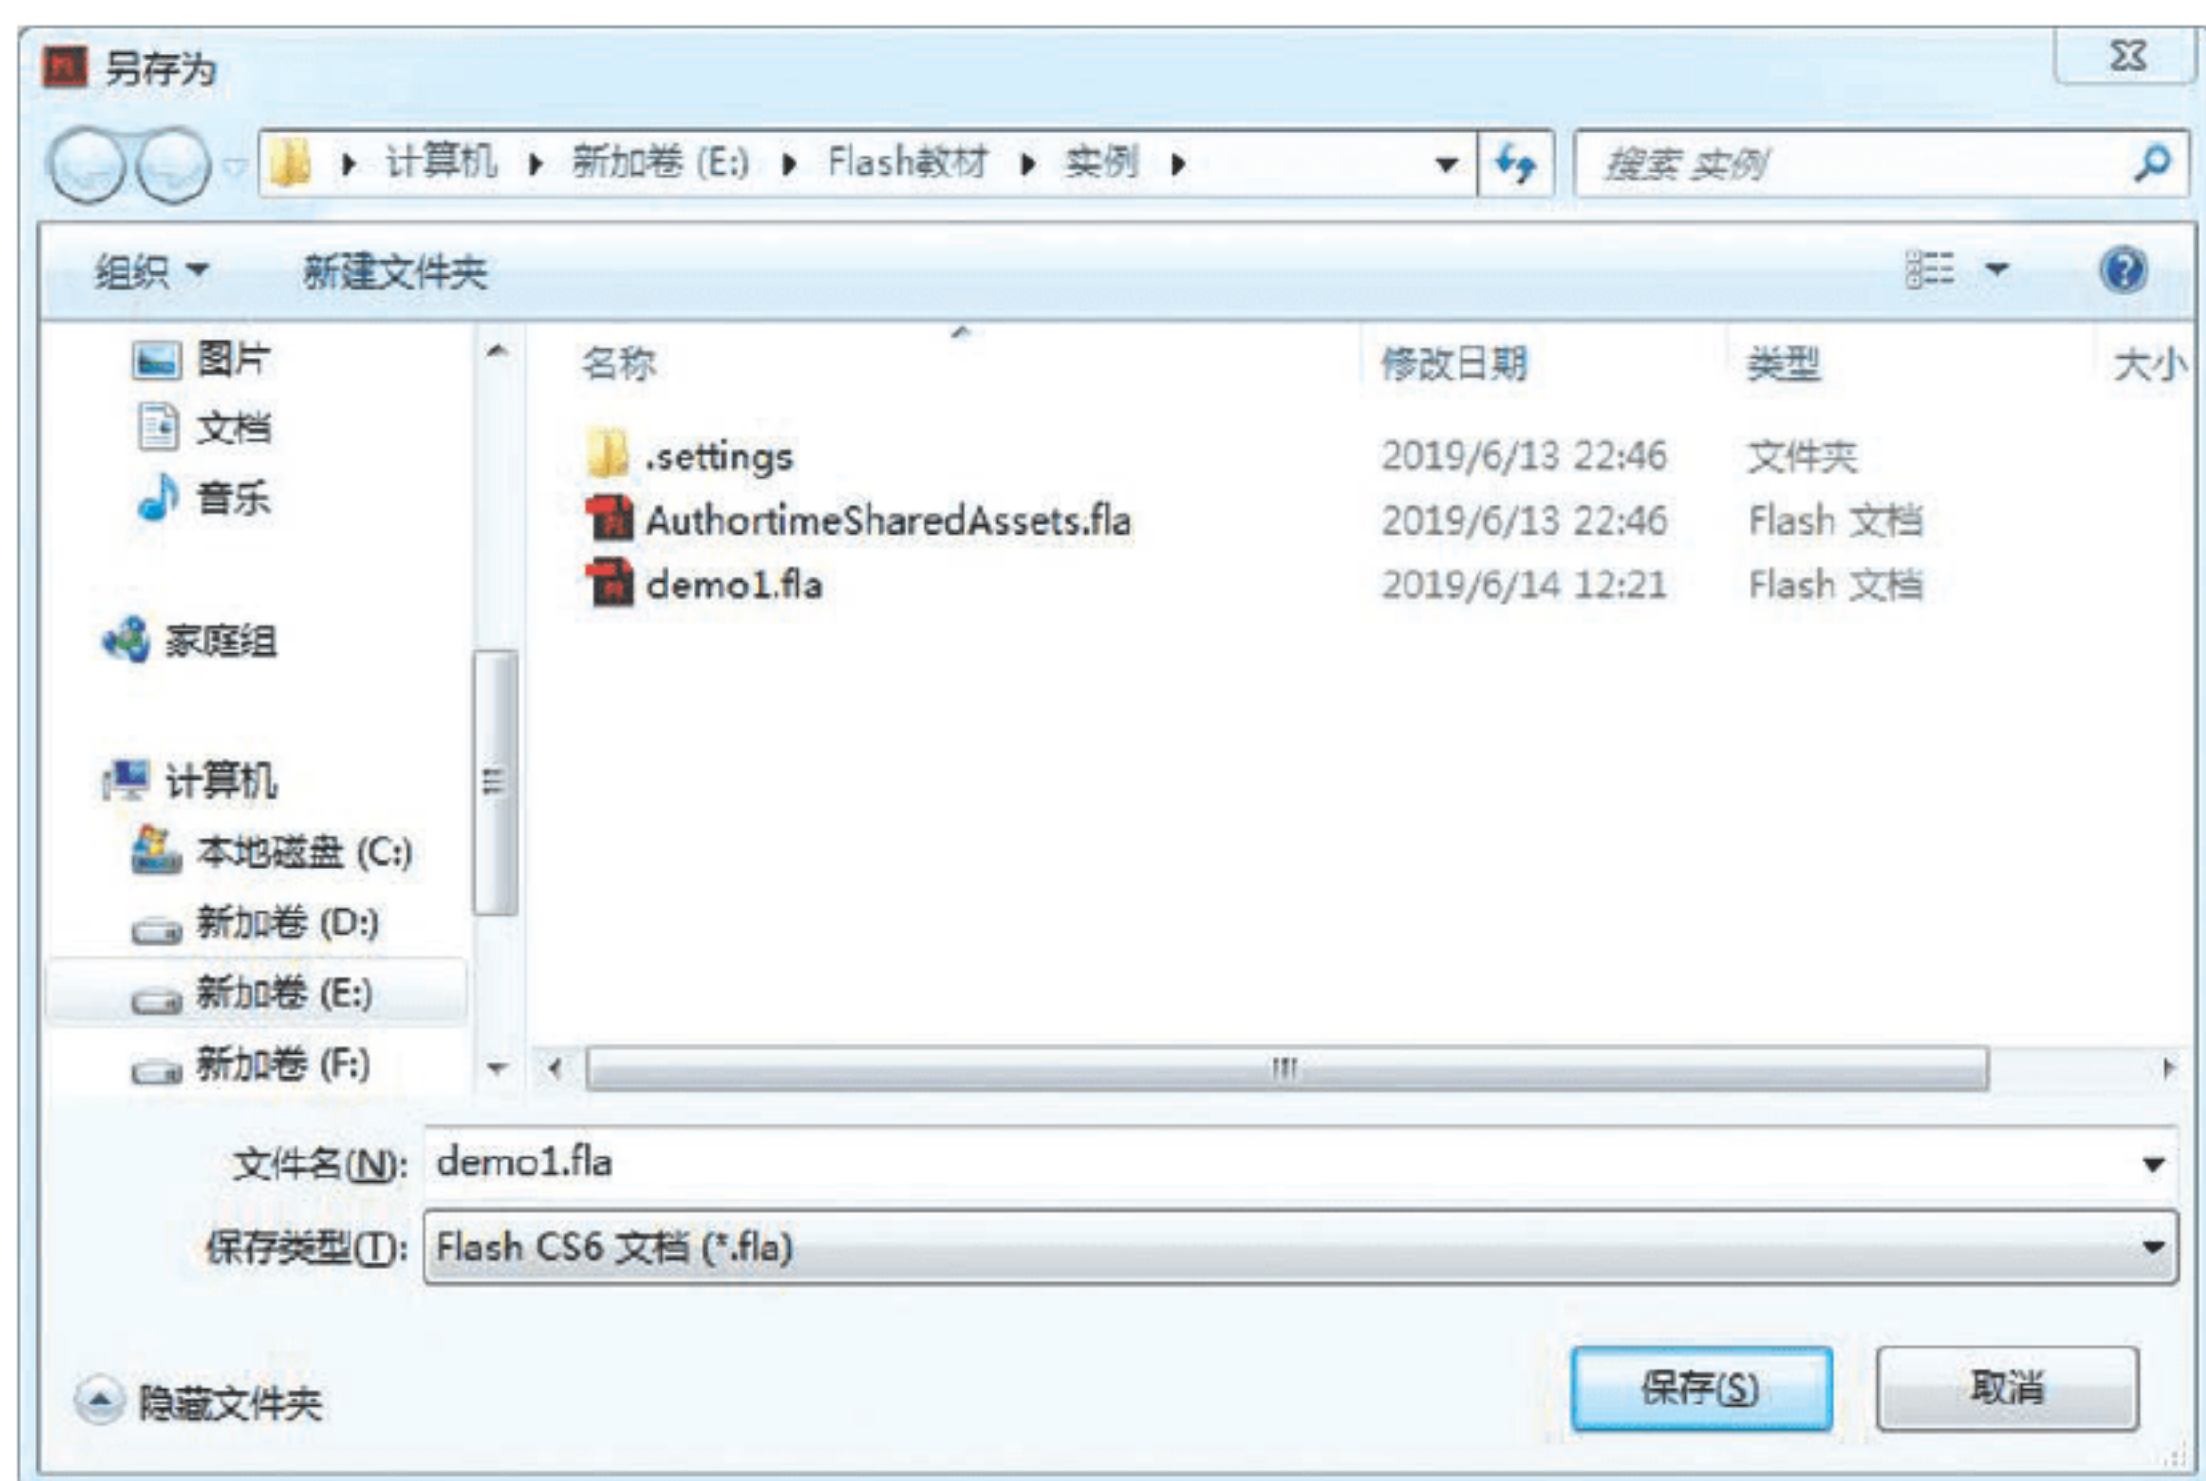 另存为
计算机 新加卷 (E:) Flash教材 实例 搜索 实例
组织 新建文件夹
名称 修改日期 类型 大小
.settings 2019/6/13 22:46 文件夹
AuthortimeSharedAssets.fla 2019/6/13 22:46 Flash 文档
demo1.fla 2019/6/14 12:21 Flash 文档
图片
文档
音乐
家庭组
计算机
本地磁盘 (C:)
新加卷 (D:)
新加卷 (E:)
新加卷 (F:)
文件名(N): demo1.fla
保存类型(T): Flash CS6 文档 (*.fla)
隐藏文件夹 保存(S) 取消